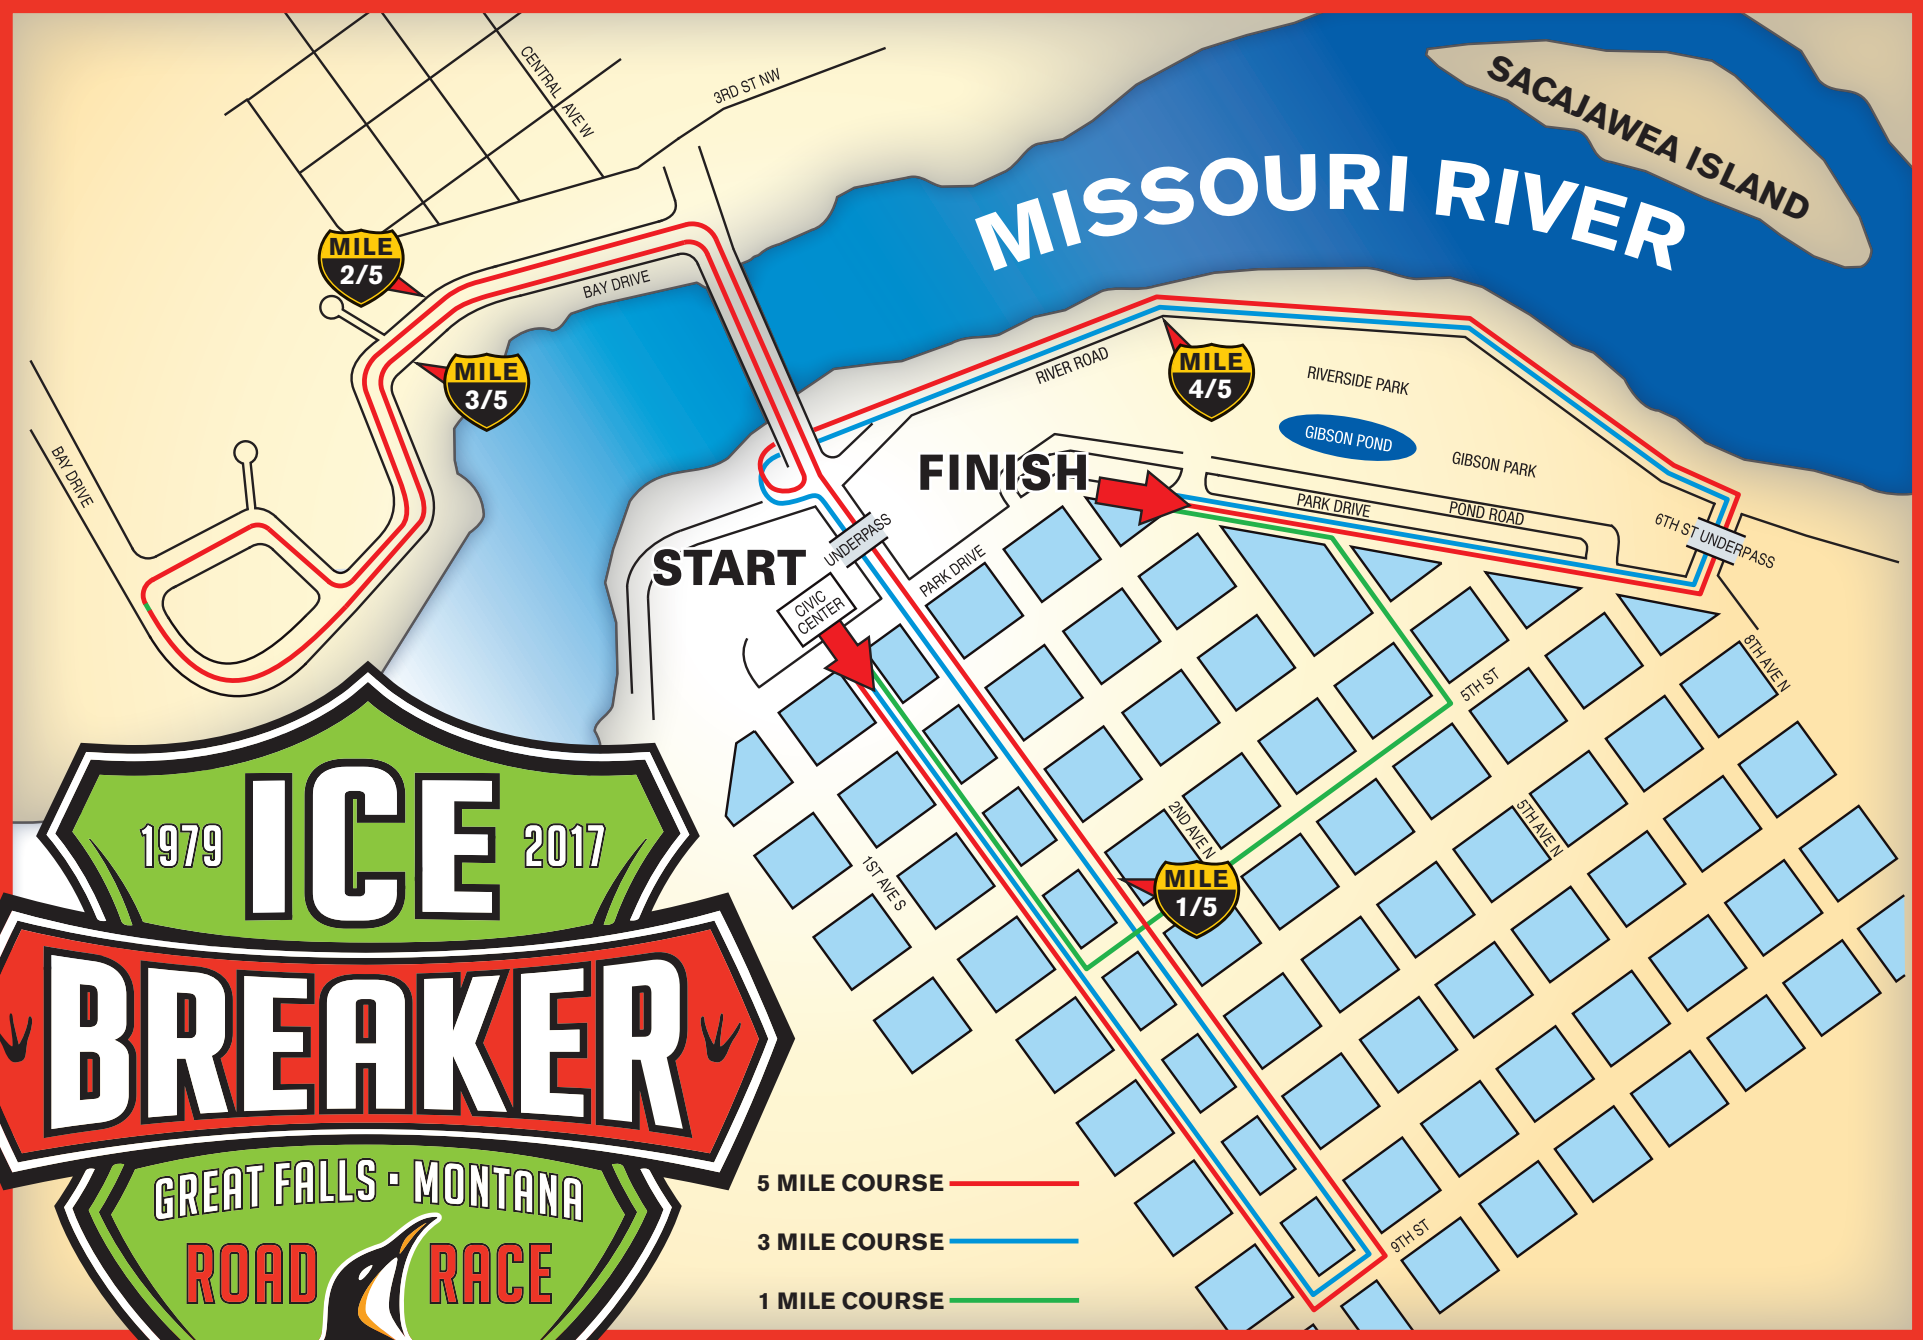 CENTRAL AVE W
3RD ST NW
SACAJAWEA ISLAND
MISSOURI RIVER
MILE
2/5
BAY DRIVE
MILE
3/5
RIVER ROAD
MILE
4/5
RIVERSIDE PARK
GIBSON POND
GIBSON PARK
FINISH
PARK DRIVE
POND ROAD
6TH ST UNDERPASS
BAY DRIVE
START
UNDERPASS
PARK DRIVE
CIVIC
CENTER
8TH AVE N
5TH ST
2ND AVE N
5TH AVE N
1ST AVE S
MILE
1/5
9TH ST
1979
ICE
2017
BREAKER
GREAT FALLS · MONTANA
ROAD RACE
5 MILE COURSE
3 MILE COURSE
1 MILE COURSE